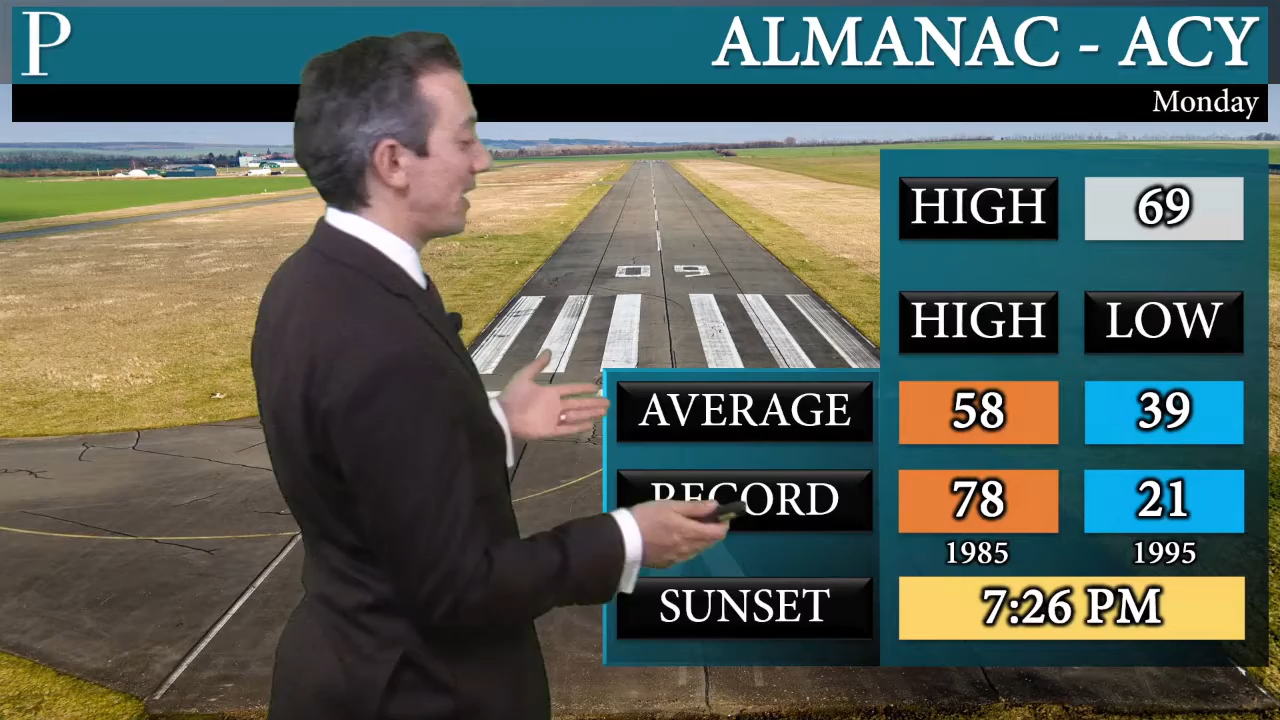 P
ALMANAC - ACY
Monday
HIGH 69
HIGH LOW
AVERAGE 58 39
RECORD 78 21
1985 1995
SUNSET 7:26 PM
09